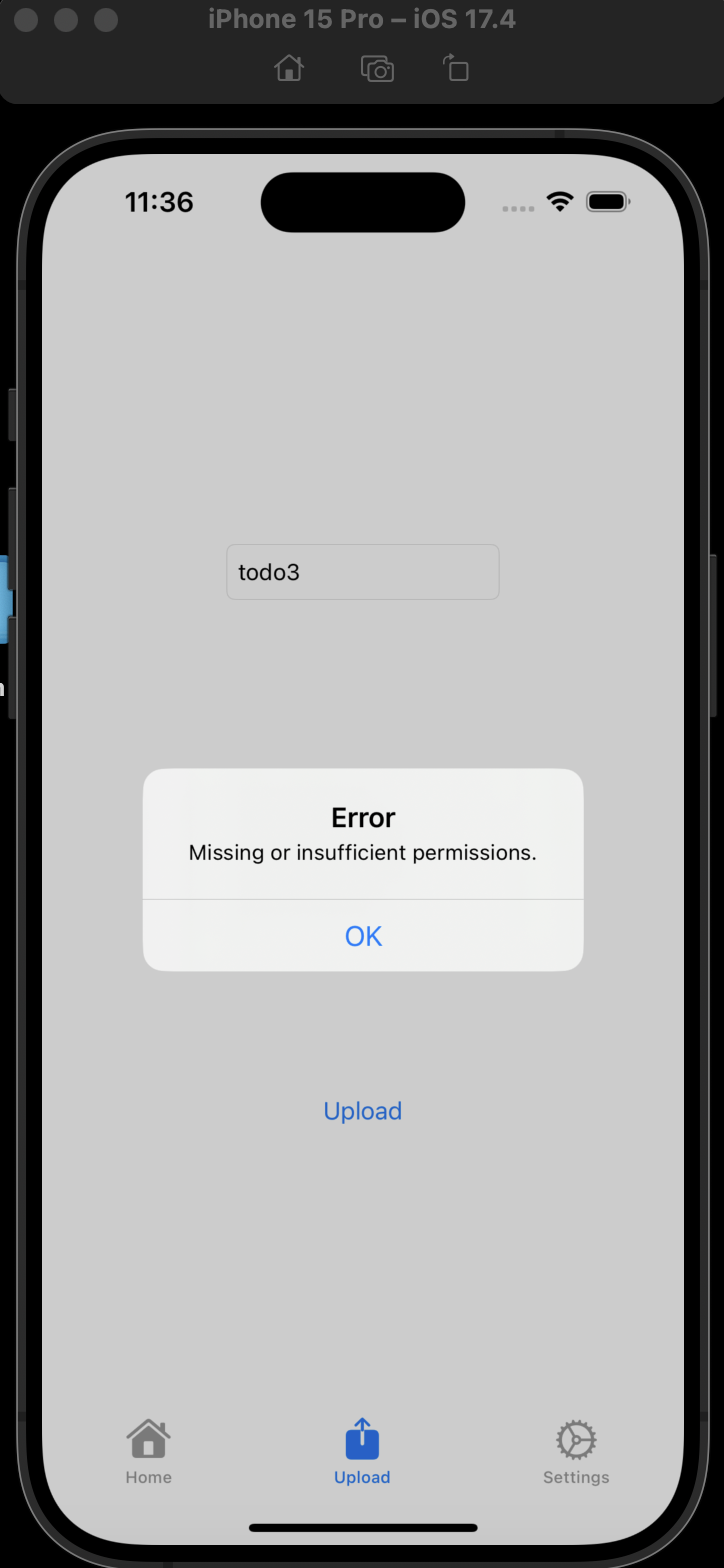 iPhone 15 Pro – iOS 17.4
11:36
todo3
Error
Missing or insufficient permissions.
OK
Upload
Home
Upload
Settings